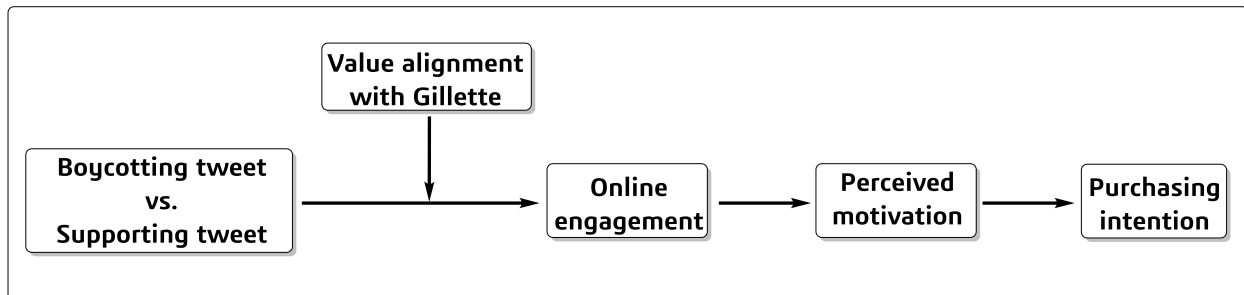 Value alignment
with Gillette
Boycotting tweet
vs.
Supporting tweet
Online
engagement
Perceived
motivation
Purchasing
intention